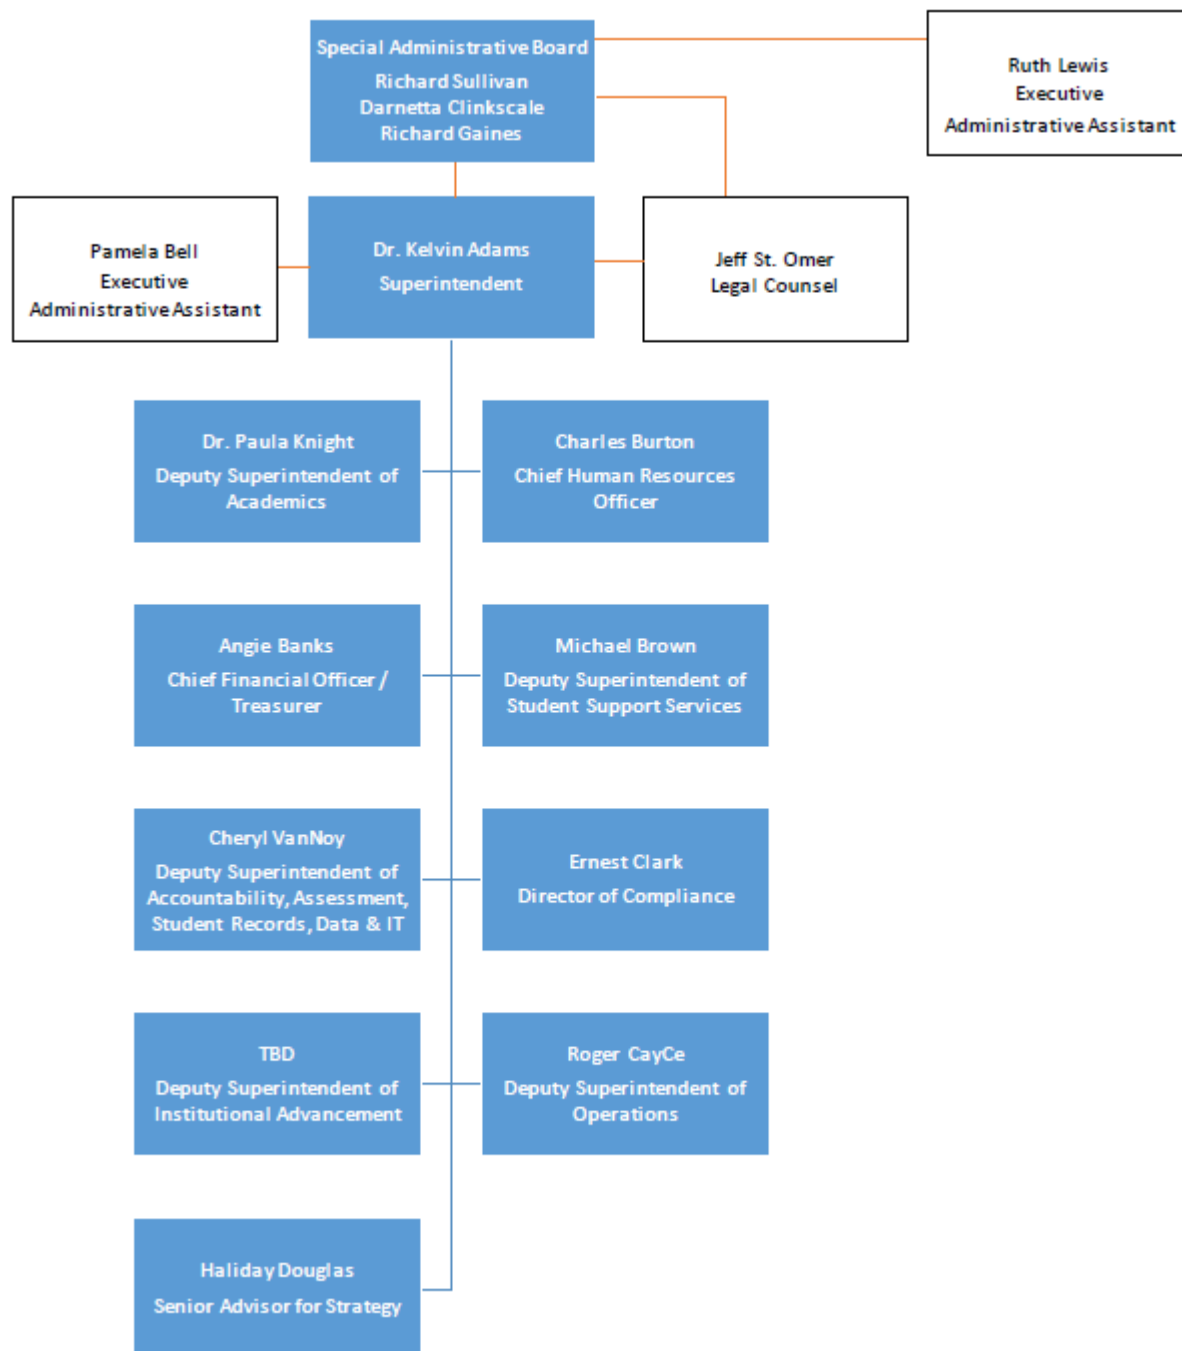 Special Administrative Board
Richard Sullivan
Darnetta Clinkscale
Richard Gaines
Ruth Lewis
Executive
Administrative Assistant
Pamela Bell
Executive
Administrative Assistant
Dr. Kelvin Adams
Superintendent
Jeff St. Omer
Legal Counsel
Dr. Paula Knight
Deputy Superintendent of
Academics
Charles Burton
Chief Human Resources
Officer
Angie Banks
Chief Financial Officer /
Treasurer
Michael Brown
Deputy Superintendent of
Student Support Services
Cheryl VanNoy
Deputy Superintendent of
Accountability, Assessment,
Student Records, Data & IT
Ernest Clark
Director of Compliance
TBD
Deputy Superintendent of
Institutional Advancement
Roger CayCe
Deputy Superintendent of
Operations
Haliday Douglas
Senior Advisor for Strategy